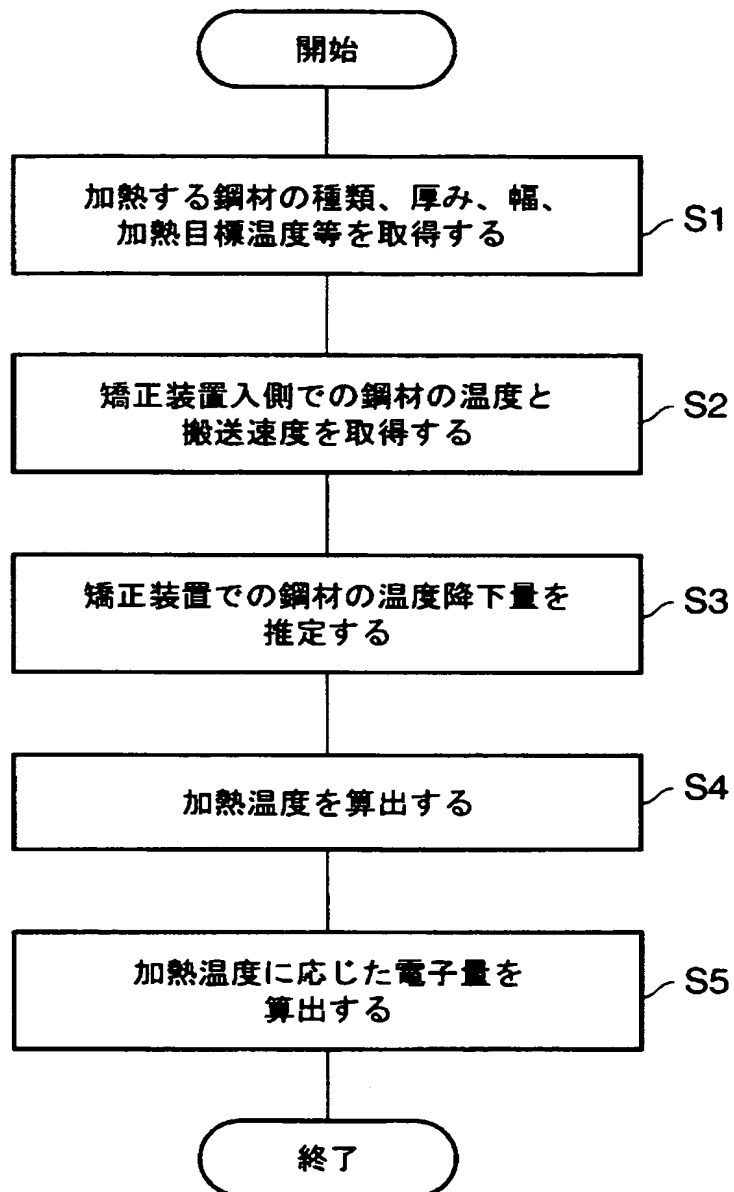 開始
加熱する鋼材の種類、厚み、幅、
加熱目標温度等を取得する
S1
矯正装置入側での鋼材の温度と
搬送速度を取得する
S2
矯正装置での鋼材の温度降下量を
推定する
S3
加熱温度を算出する
S4
加熱温度に応じた電子量を
算出する
S5
終了